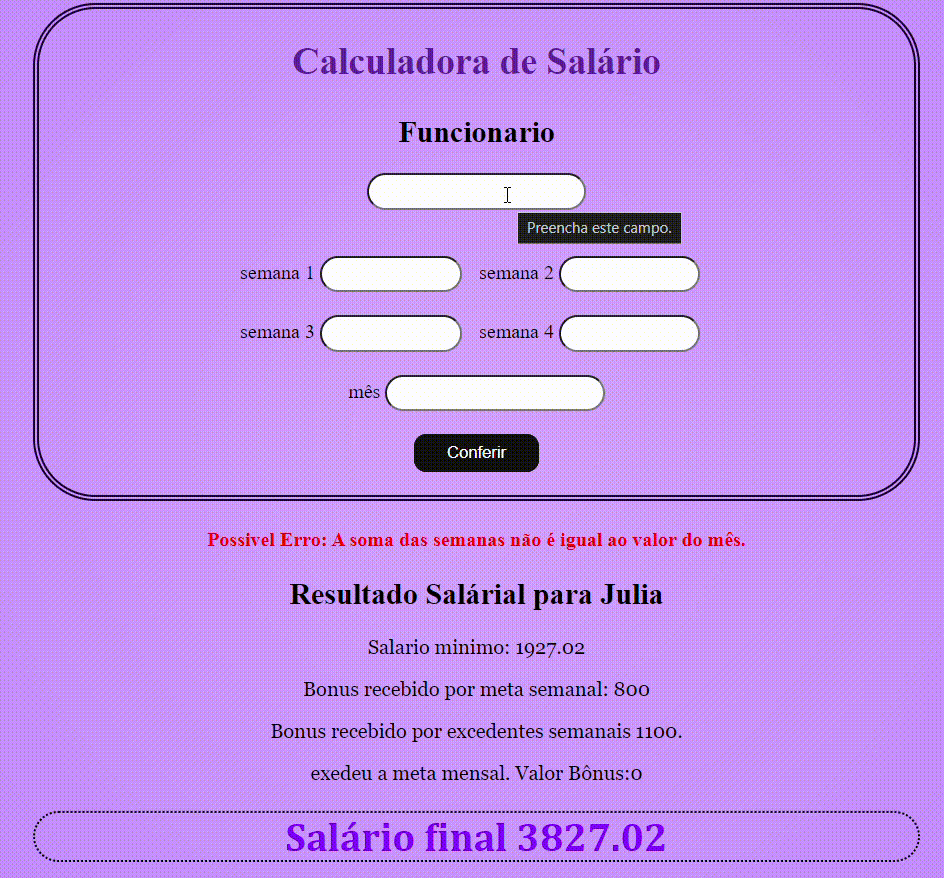 Calculadora de Salário
Funcionario
Preencha este campo.
semana 1 semana 2
semana 3 semana 4
mês
Conferir
Possivel Erro: A soma das semanas não é igual ao valor do mês.
Resultado Salárial para Julia
Salario minimo: 1927.02
Bonus recebido por meta semanal: 800
Bonus recebido por excedentes semanais 1100.
exedeu a meta mensal. Valor Bônus:0
Salário final 3827.02